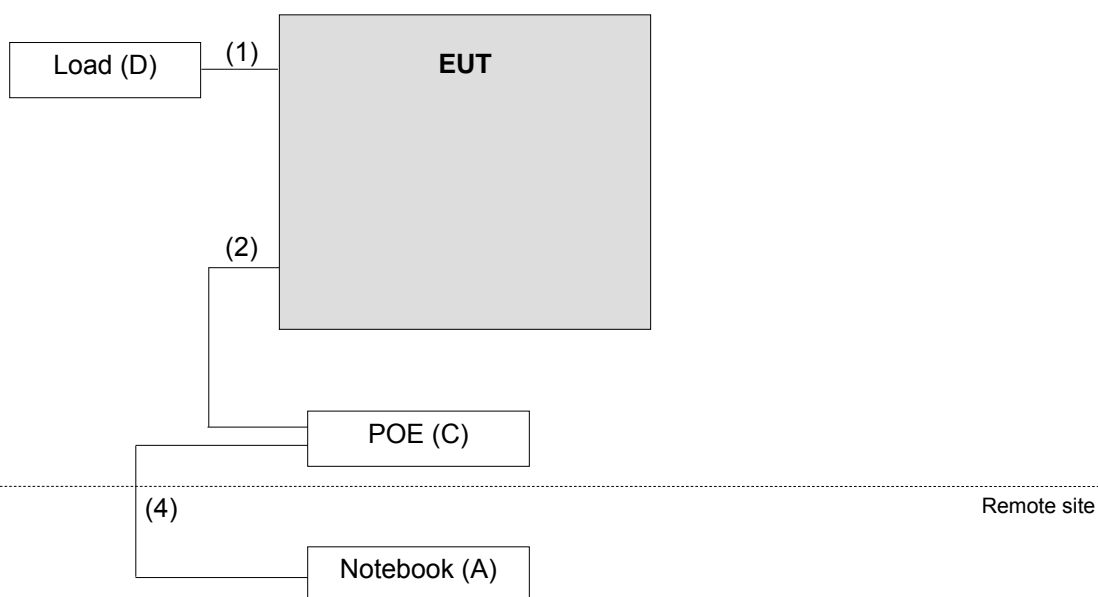 (1)
Load (D)
EUT
(2)
POE (C)
(4)
Remote site
Notebook (A)